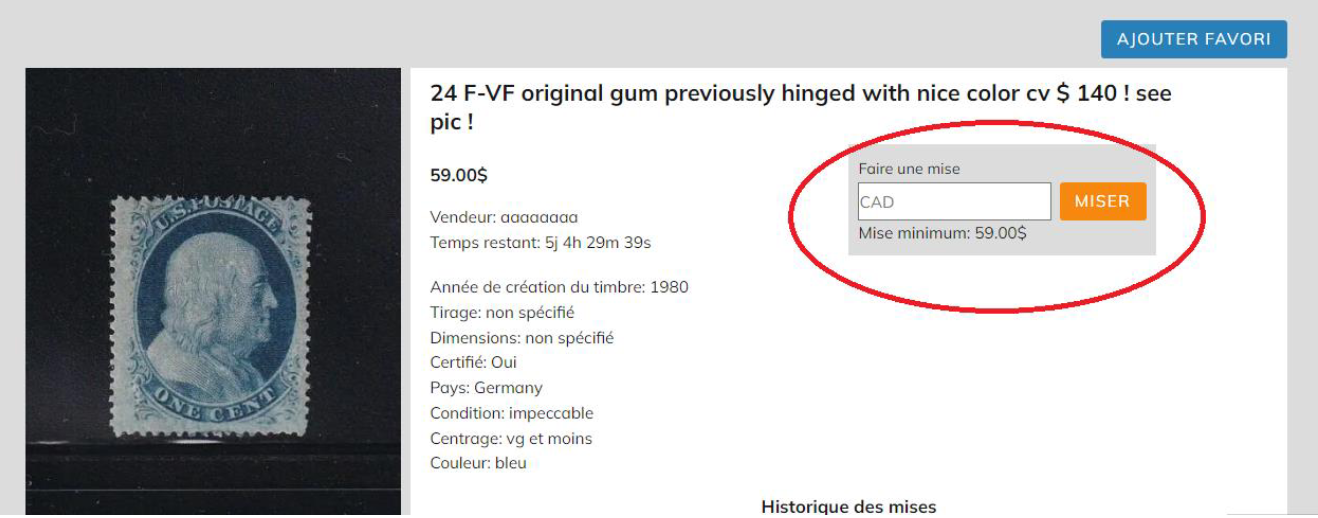 AJOUTER FAVORI
24 F-VF original gum previously hinged with nice color cv $ 140 ! see
pic !
59.00$
Faire une mise
CAD
MISER
Mise minimum: 59.00$
Vendeur: aaaaaaaa
Temps restant: 5j 4h 29m 39s
Année de création du timbre: 1980
Tirage: non spécifié
Dimensions: non spécifié
Certifié: Oui
Pays: Germany
Condition: impeccable
Centrage: vg et moins
Couleur: bleu
Historique des mises
U.S. POSTAGE
ONE CENT